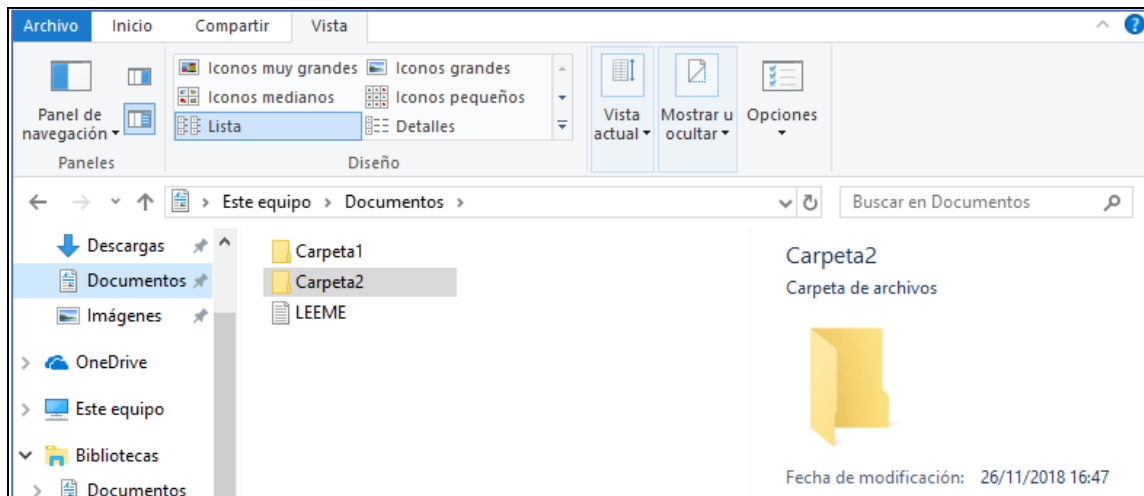 Archivo Inicio Compartir Vista
Iconos muy grandes Iconos grandes
Iconos medianos Iconos pequeños
Lista Detalles
Panel de
navegación
Vista
actual
Mostrar u
ocultar
Opciones
Paneles Diseño
Este equipo > Documentos >
Buscar en Documentos
Descargas
Documentos
Imágenes
OneDrive
Este equipo
Bibliotecas
Documentos
Carpeta1
Carpeta2
LEEME
Carpeta2
Carpeta de archivos
Fecha de modificación: 26/11/2018 16:47